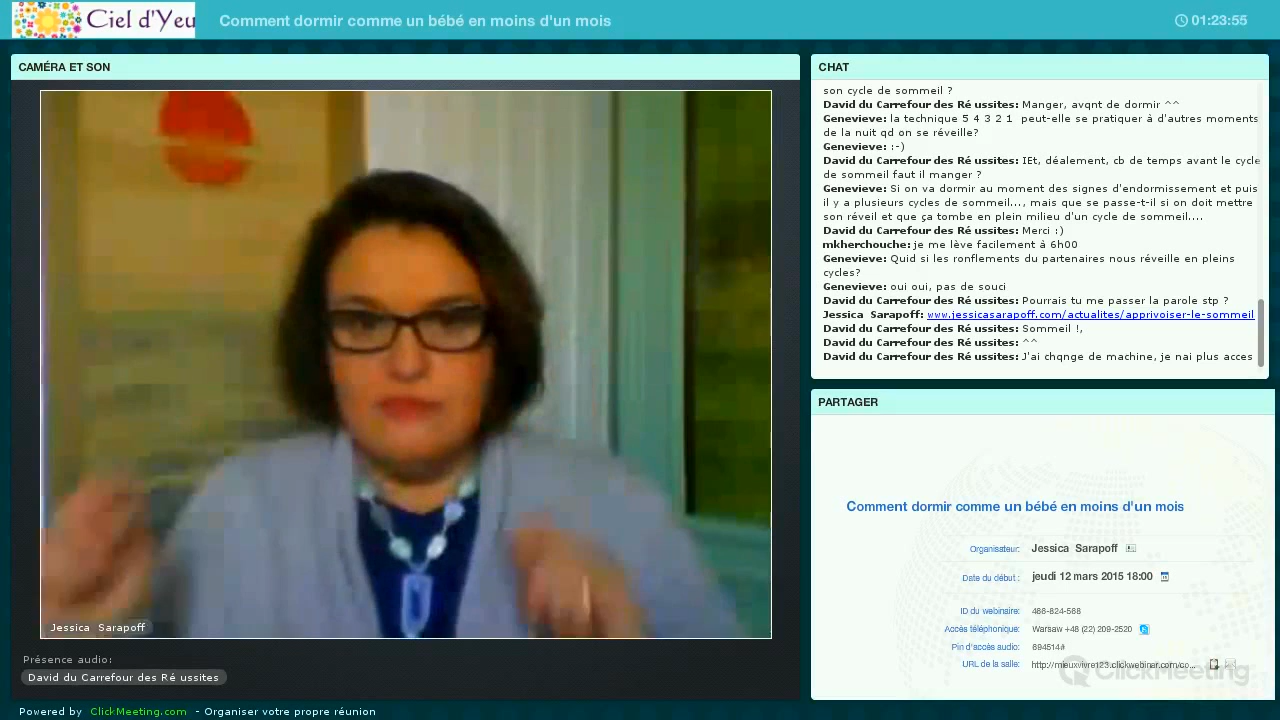 Ciel d'Yeu
Comment dormir comme un bébé en moins d'un mois
01:23:55
CAMÉRA ET SON
Jessica Sarapoff
Présence audio:
David du Carrefour des Ré ussites
CHAT
son cycle de sommeil ?
David du Carrefour des Ré ussites: Manger, avqnt de dormir ^^
Genevieve: la technique 5 4 3 2 1 peut-elle se pratiquer à d'autres moments
de la nuit qd on se réveille?
Genevieve: :-)
David du Carrefour des Ré ussites: IEt, déalement, cb de temps avant le cycle
de sommeil faut il manger ?
Genevieve: Si on va dormir au moment des signes d'endormissement et puis
il y a plusieurs cycles de sommeil..., mais que se passe-t-il si on doit mettre
son réveil et que ça tombe en plein milieu d'un cycle de sommeil....
David du Carrefour des Ré ussites: Merci :)
mkherchouche: je me lève facilement à 6h00
Genevieve: Quid si les ronflements du partenaires nous réveille en pleins
cycles?
Genevieve: oui oui, pas de souci
David du Carrefour des Ré ussites: Pourrais tu me passer la parole stp ?
Jessica Sarapoff: www.jessicasarapoff.com/actualites/apprivoiser-le-sommeil
David du Carrefour des Ré ussites: Sommeil !,
David du Carrefour des Ré ussites: ^^
David du Carrefour des Ré ussites: J'ai chqnge de machine, je nai plus acces
PARTAGER
Comment dormir comme un bébé en moins d'un mois
Organisateur: Jessica Sarapoff
Date du début : jeudi 12 mars 2015 18:00
ID du webinaire: 486-824-568
Accès téléphonique: Warsaw +48 (22) 209-2520
Pin d'accès audio: 894514#
URL de la salle: http://mieuxvivre123.clickwebinar.com/co...
ClickMeeting
Powered by ClickMeeting.com - Organiser votre propre réunion